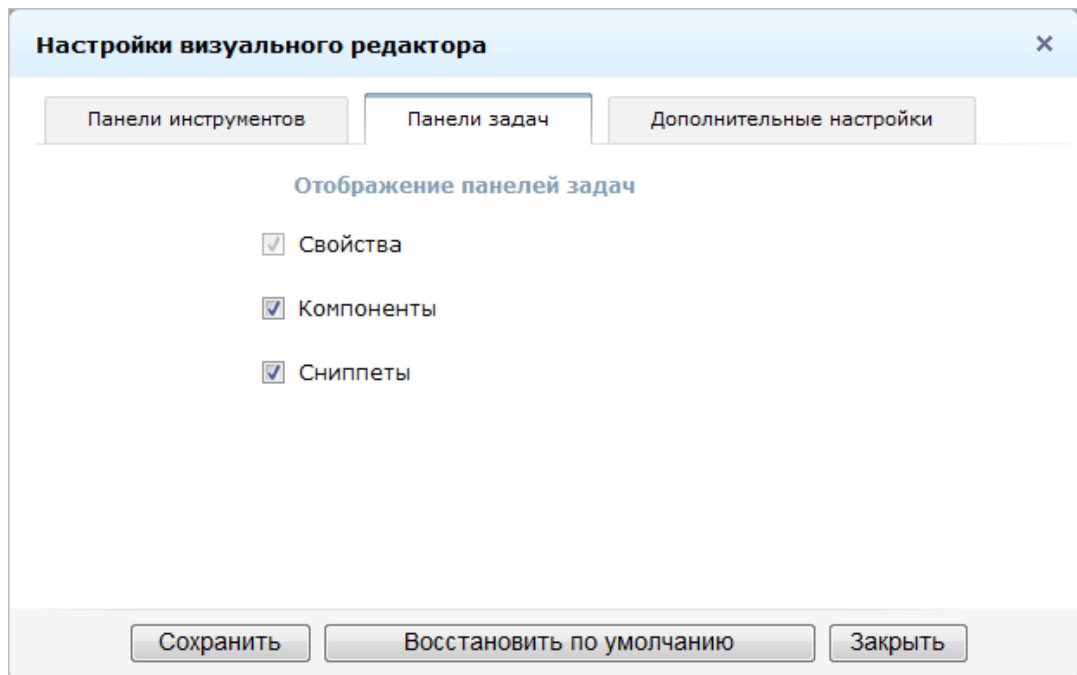 Настройки визуального редактора
Панели инструментов
Панели задач
Дополнительные настройки
Отображение панелей задач
Свойства
Компоненты
Сниппеты
Сохранить
Восстановить по умолчанию
Закрыть